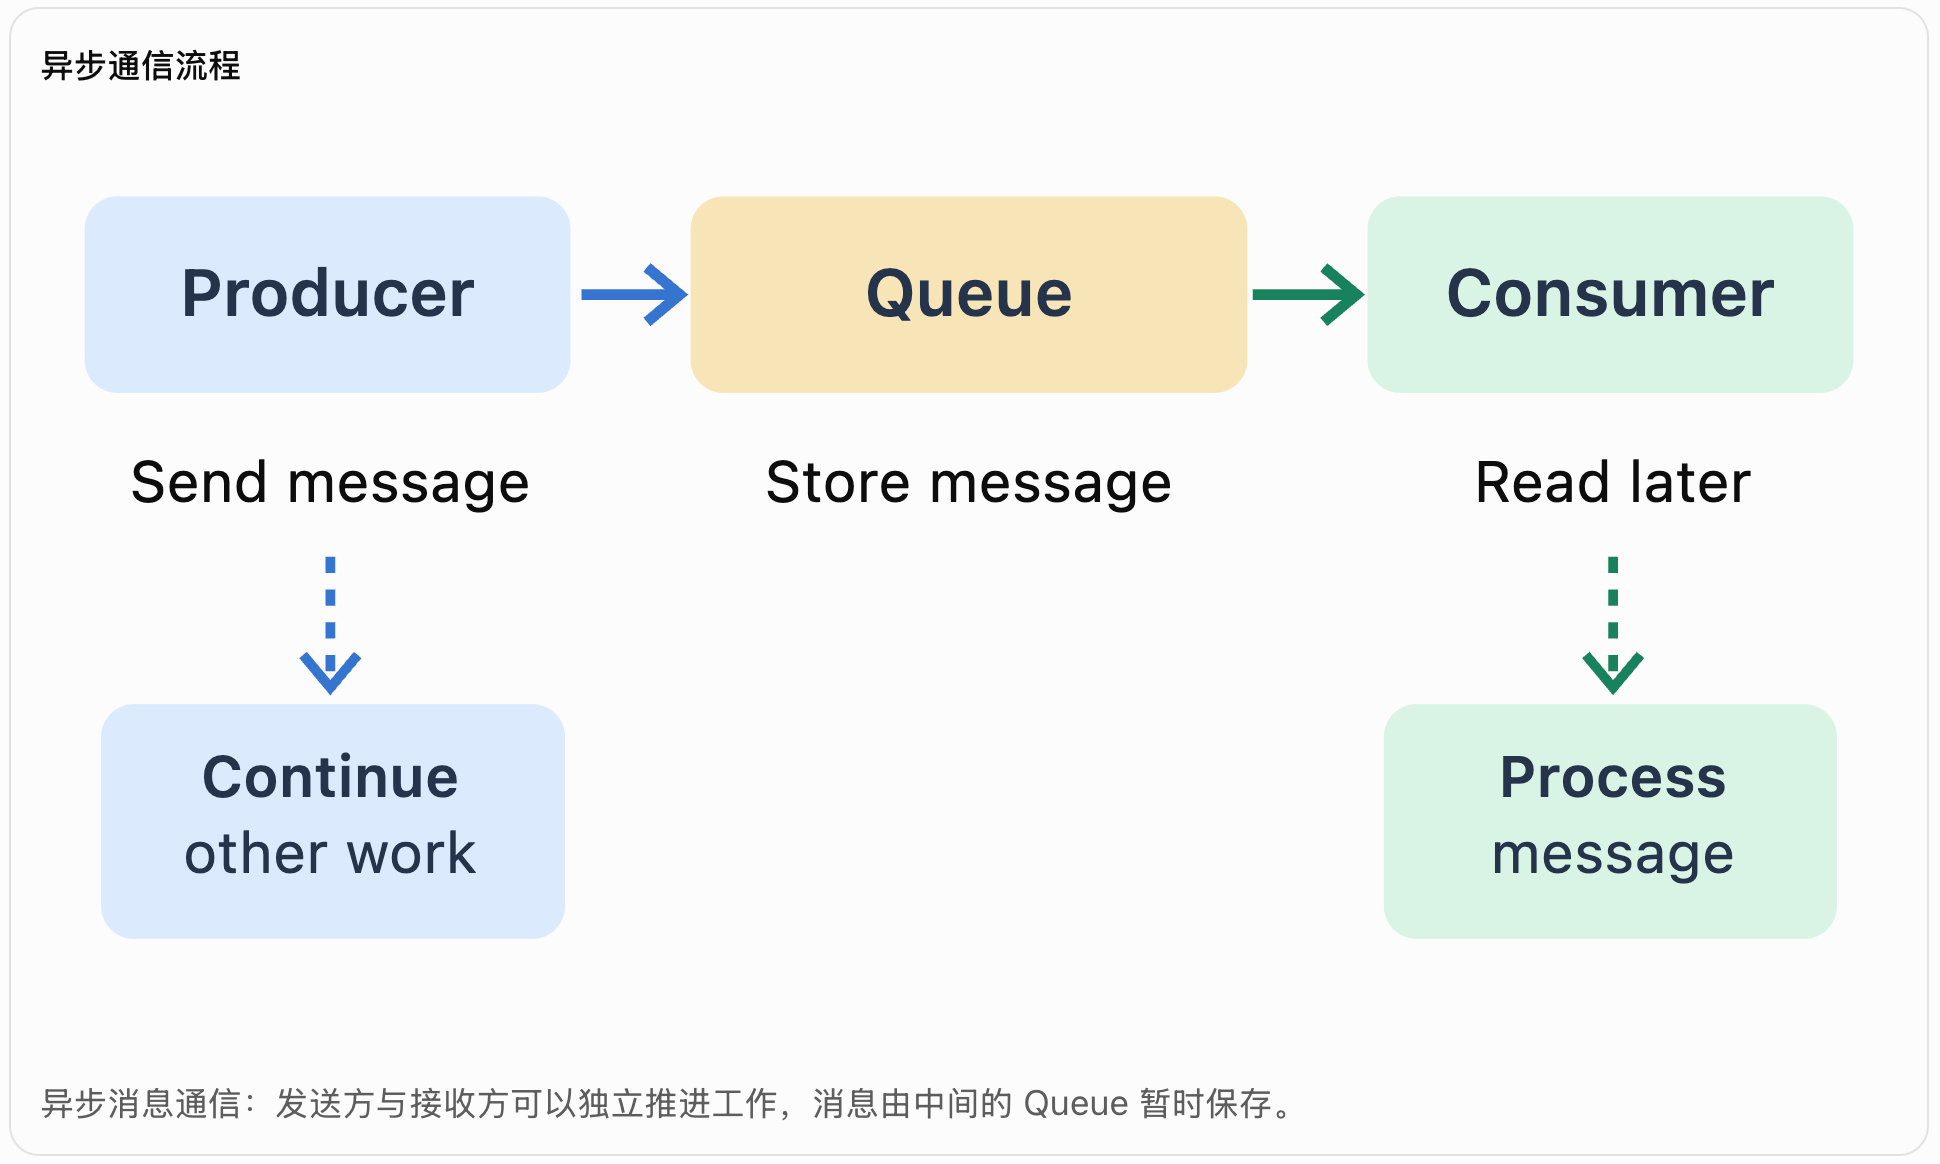 异步通信流程
Producer
Queue
Consumer
Send message
Store message
Read later
Continue
other work
Process
message
异步消息通信：发送方与接收方可以独立推进工作，消息由中间的 Queue 暂时保存。